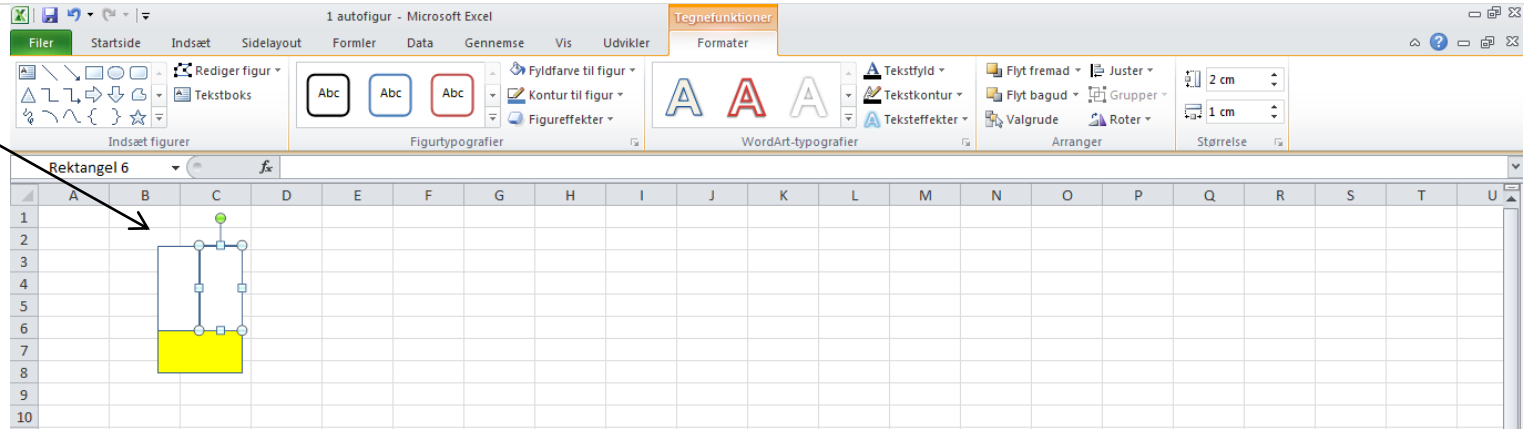 1 autofigur - Microsoft Excel
Tegnefunktioner
Filer Startside Indsæt Sidelayout Formler Data Gennemse Vis Udvikler Formater
Rediger figur
Tekstboks
Indsæt figurer
Abc Abc Abc
Fyldfarve til figur
Kontur til figur
Figureffekter
Figurtypografier
A A A
Tekstfyld
Tekstkontur
Teksteffekter
WordArt-typografier
Flyt fremad Juster
Flyt bagud Grupper
Valgrude Roter
Arranger
2 cm
1 cm
Størrelse
Rektangel 6 fx
A B C D E F G H I J K L M N O P Q R S T U
1
2
3
4
5
6
7
8
9
10